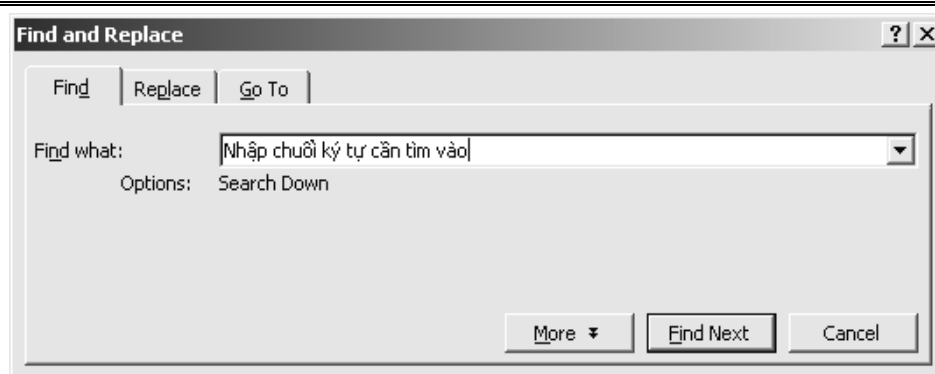 Find and Replace
Find Replace Go To
Find what: Nhập chuỗi ký tự cần tìm vào
Options: Search Down
More Find Next Cancel